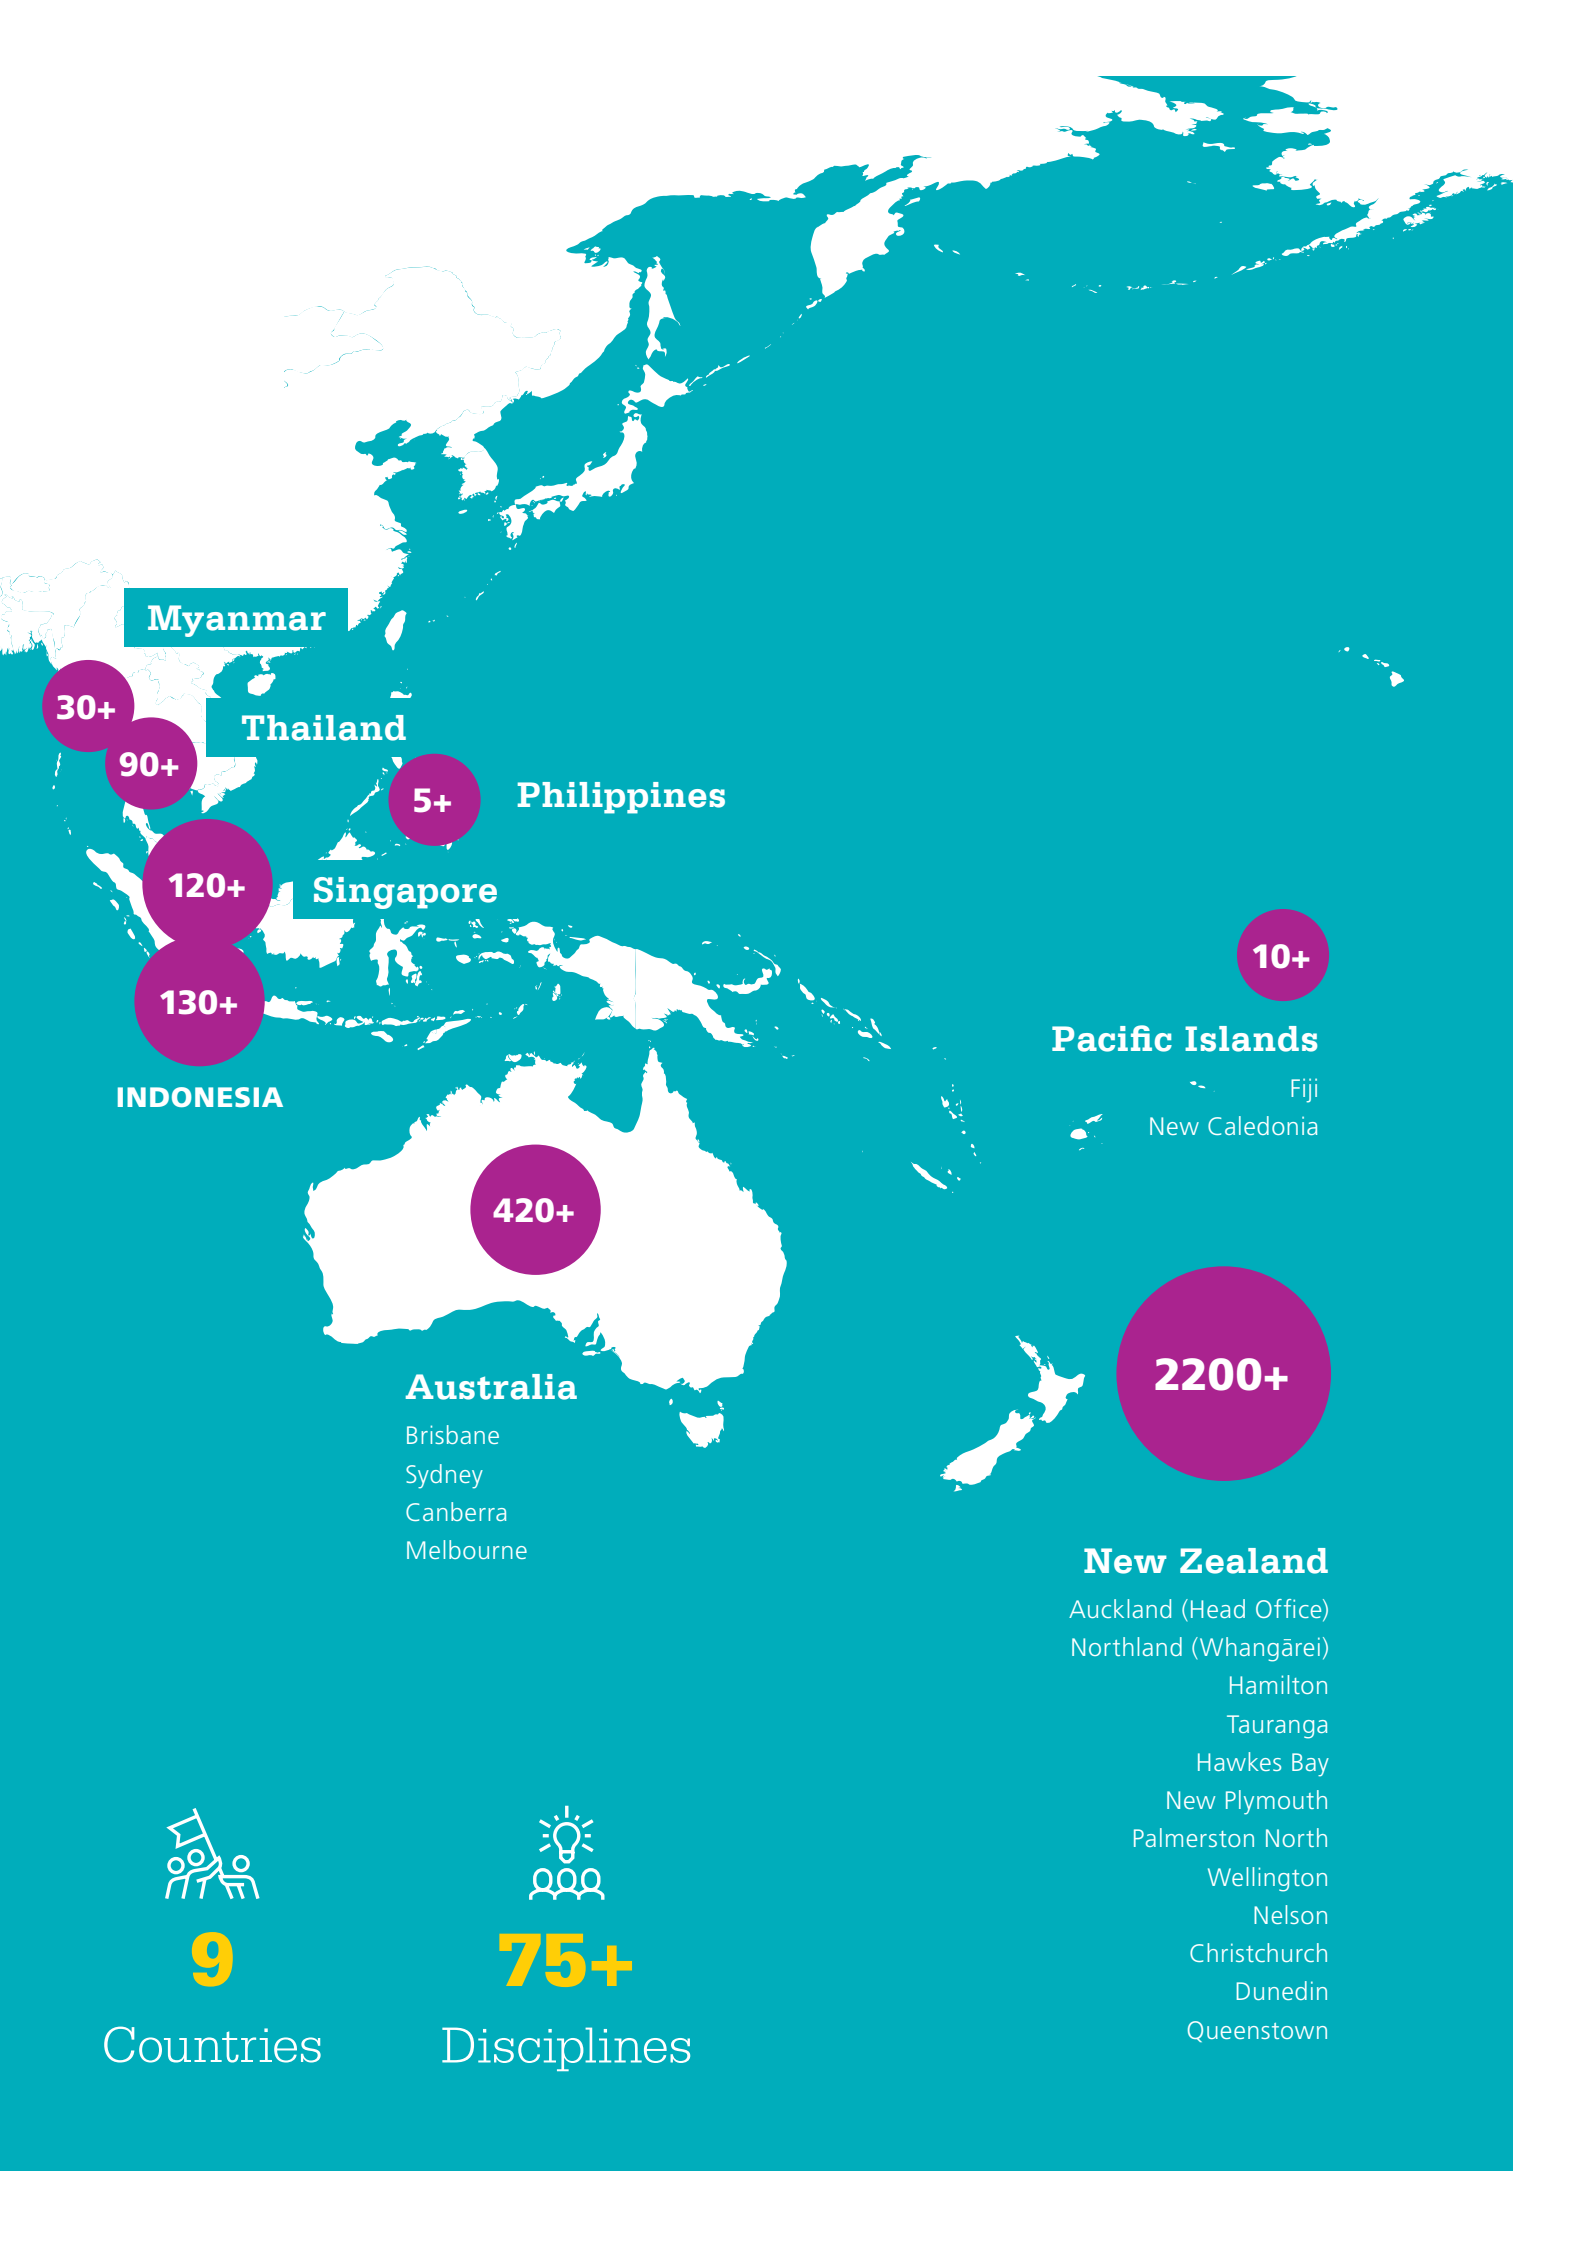 Myanmar
30+
Thailand
90+
5+
Philippines
120+
Singapore
130+
INDONESIA
10+
Pacific Islands
Fiji
New Caledonia
420+
Australia
Brisbane
Sydney
Canberra
Melbourne
2200+
New Zealand
Auckland (Head Office)
Northland (Whangārei)
Hamilton
Tauranga
Hawkes Bay
New Plymouth
Palmerston North
Wellington
Nelson
Christchurch
Dunedin
Queenstown
9
Countries
75+
Disciplines